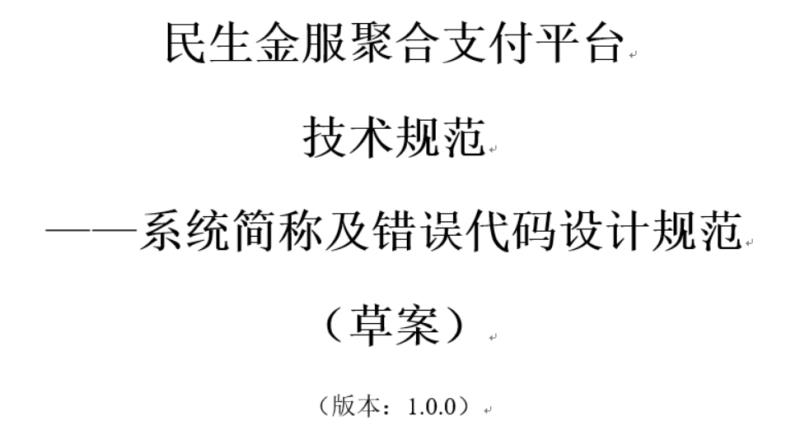 民生金服聚合支付平台
技术规范
——系统简称及错误代码设计规范
（草案）
（版本：1.0.0）